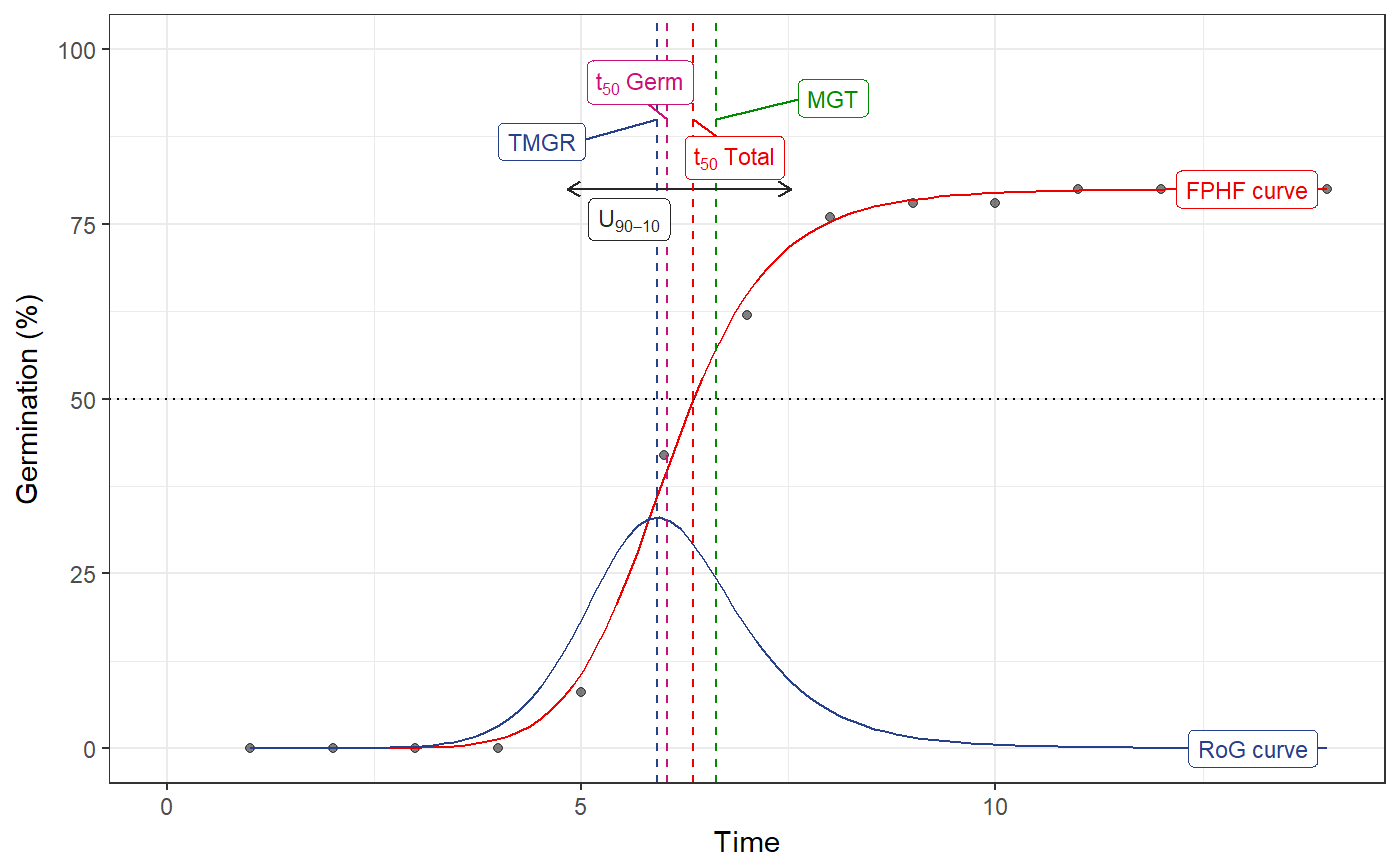 100
t50 Germ
MGT
TMGR
t50 Total
FPHF curve
U90−10
75
50
25
0
RoG curve
0 5 10
Time
Germination (%)